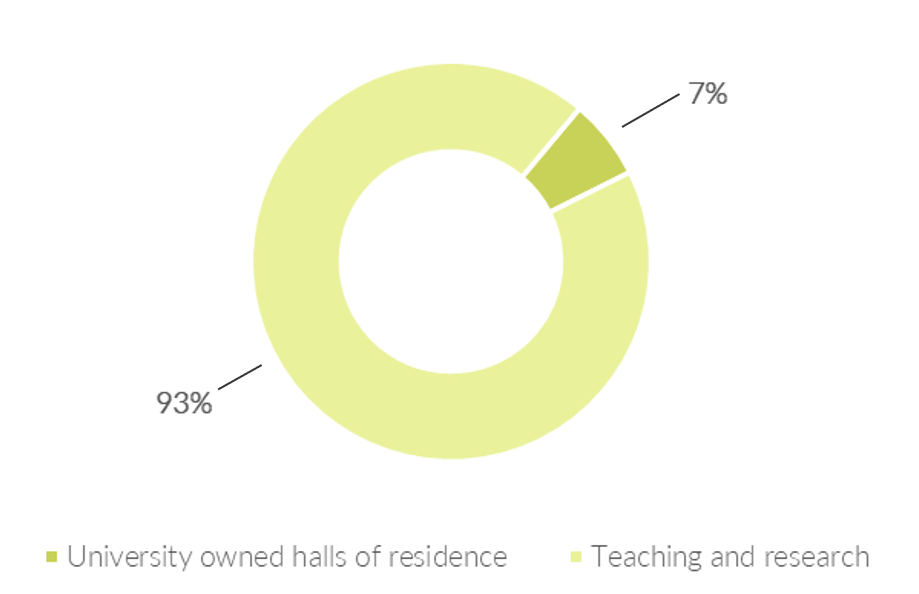 7%
93%
University owned halls of residence
Teaching and research